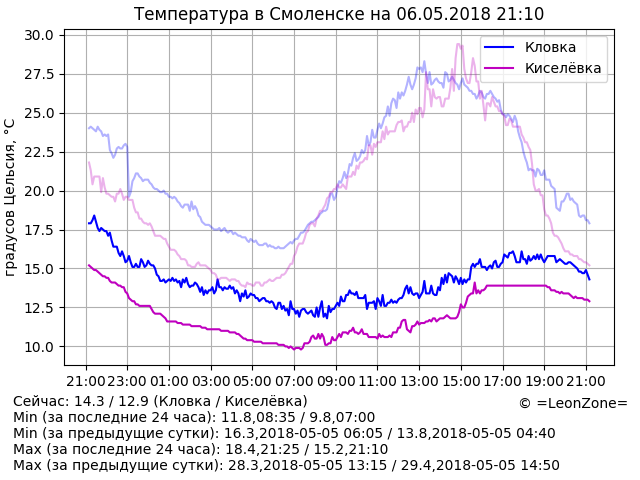 Температура в Смоленске на 06.05.2018 21:10
30.0
27.5
25.0
22.5
20.0
17.5
15.0
12.5
10.0
градусов Цельсия, °C
Кловка
Киселёвка
21:00 23:00 01:00 03:00 05:00 07:00 09:00 11:00 13:00 15:00 17:00 19:00 21:00
Сейчас: 14.3 / 12.9 (Кловка / Киселёвка)
© =LeonZone=
Min (за последние 24 часа): 11.8,08:35 / 9.8,07:00
Min (за предыдущие сутки): 16.3,2018-05-05 06:05 / 13.8,2018-05-05 04:40
Max (за последние 24 часа): 18.4,21:25 / 15.2,21:10
Max (за предыдущие сутки): 28.3,2018-05-05 13:15 / 29.4,2018-05-05 14:50